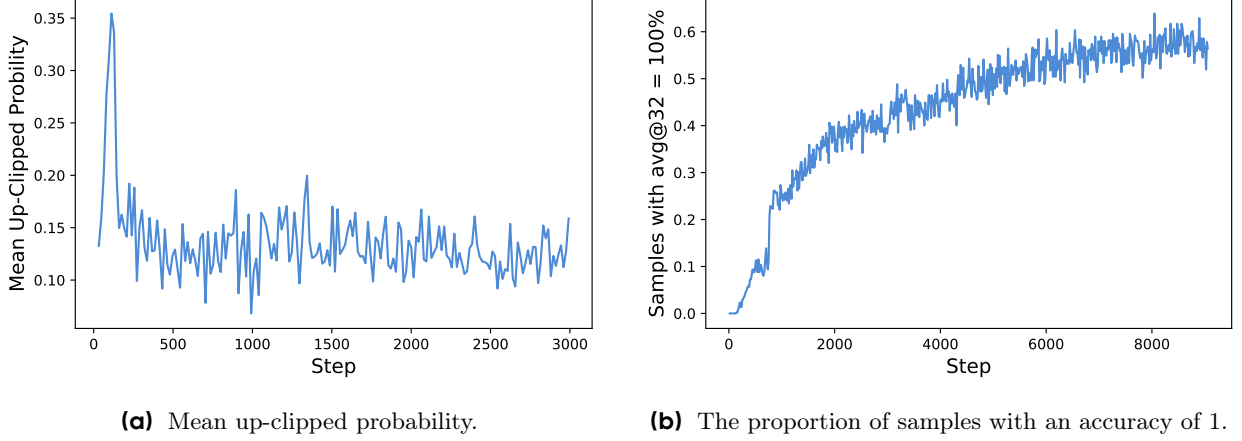 0.35
0.30
0.25
0.20
0.15
0.10
Mean Up-Clipped Probility
0 500 1000 1500 2000 2500 3000
Step
(a) Mean up-clipped probability.
0.6
0.5
0.4
0.3
0.2
0.1
0.0
Samples with avg@32 = 100%
0 2000 4000 6000 8000
Step
(b) The proportion of samples with an accuracy of 1.